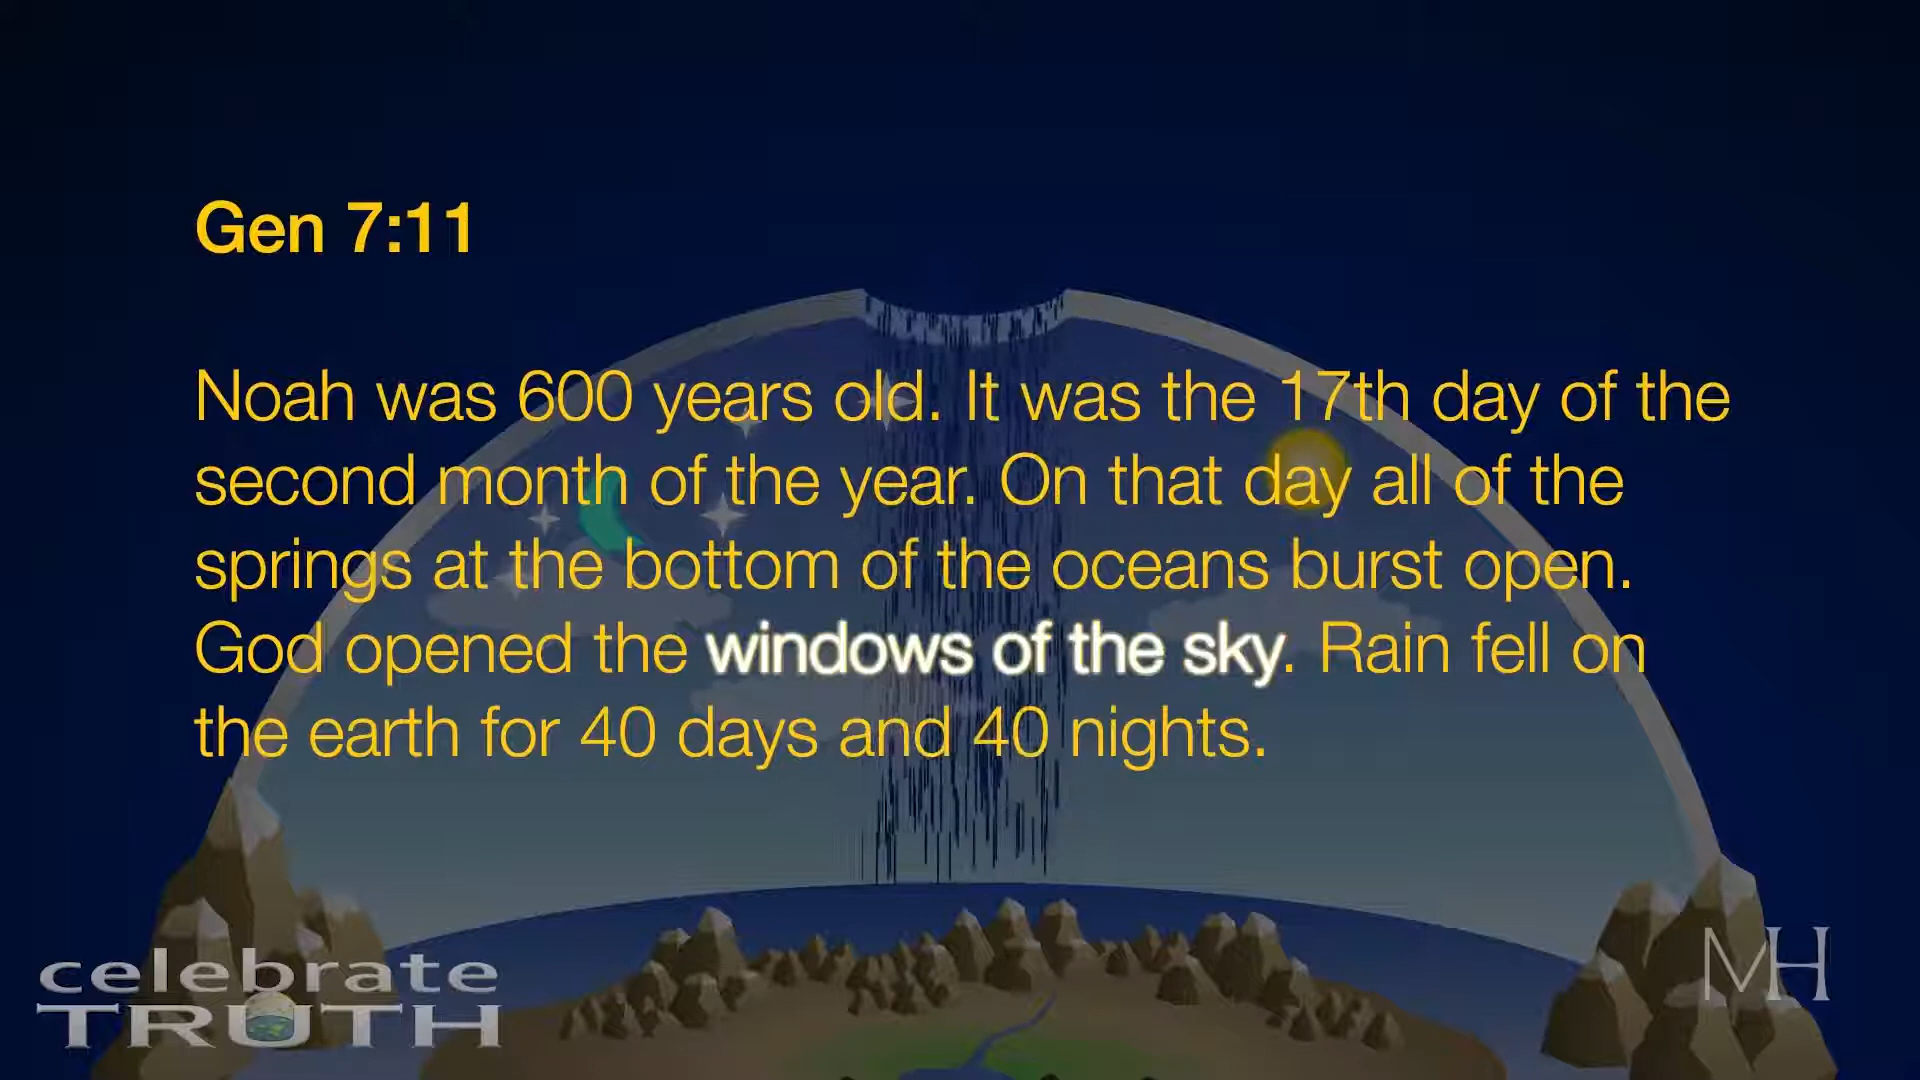 Gen 7:11
Noah was 600 years old. It was the 17th day of the
second month of the year. On that day all of the
springs at the bottom of the oceans burst open.
God opened the windows of the sky. Rain fell on
the earth for 40 days and 40 nights.
celebrate
TRUTH
MH